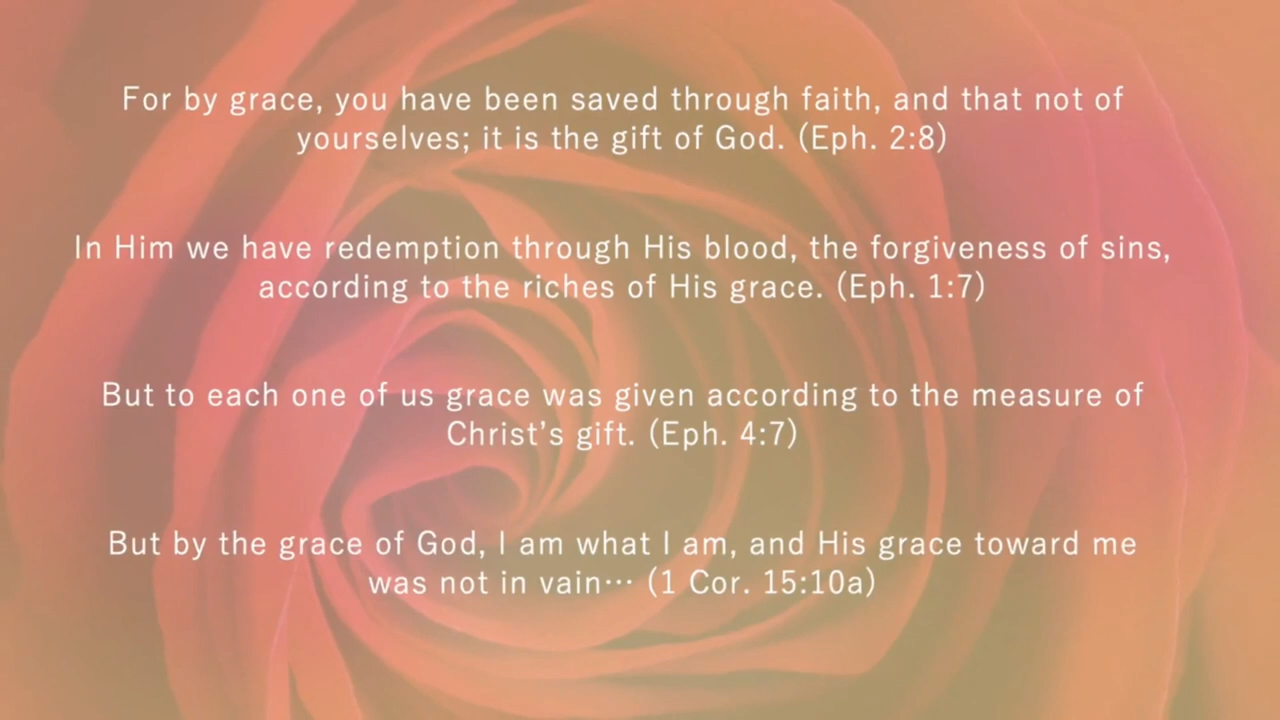 For by grace, you have been saved through faith, and that not of
yourselves; it is the gift of God. (Eph. 2:8)
In Him we have redemption through His blood, the forgiveness of sins,
according to the riches of His grace. (Eph. 1:7)
But to each one of us grace was given according to the measure of
Christ’s gift. (Eph. 4:7)
But by the grace of God, I am what I am, and His grace toward me
was not in vain⋯ (1 Cor. 15:10a)